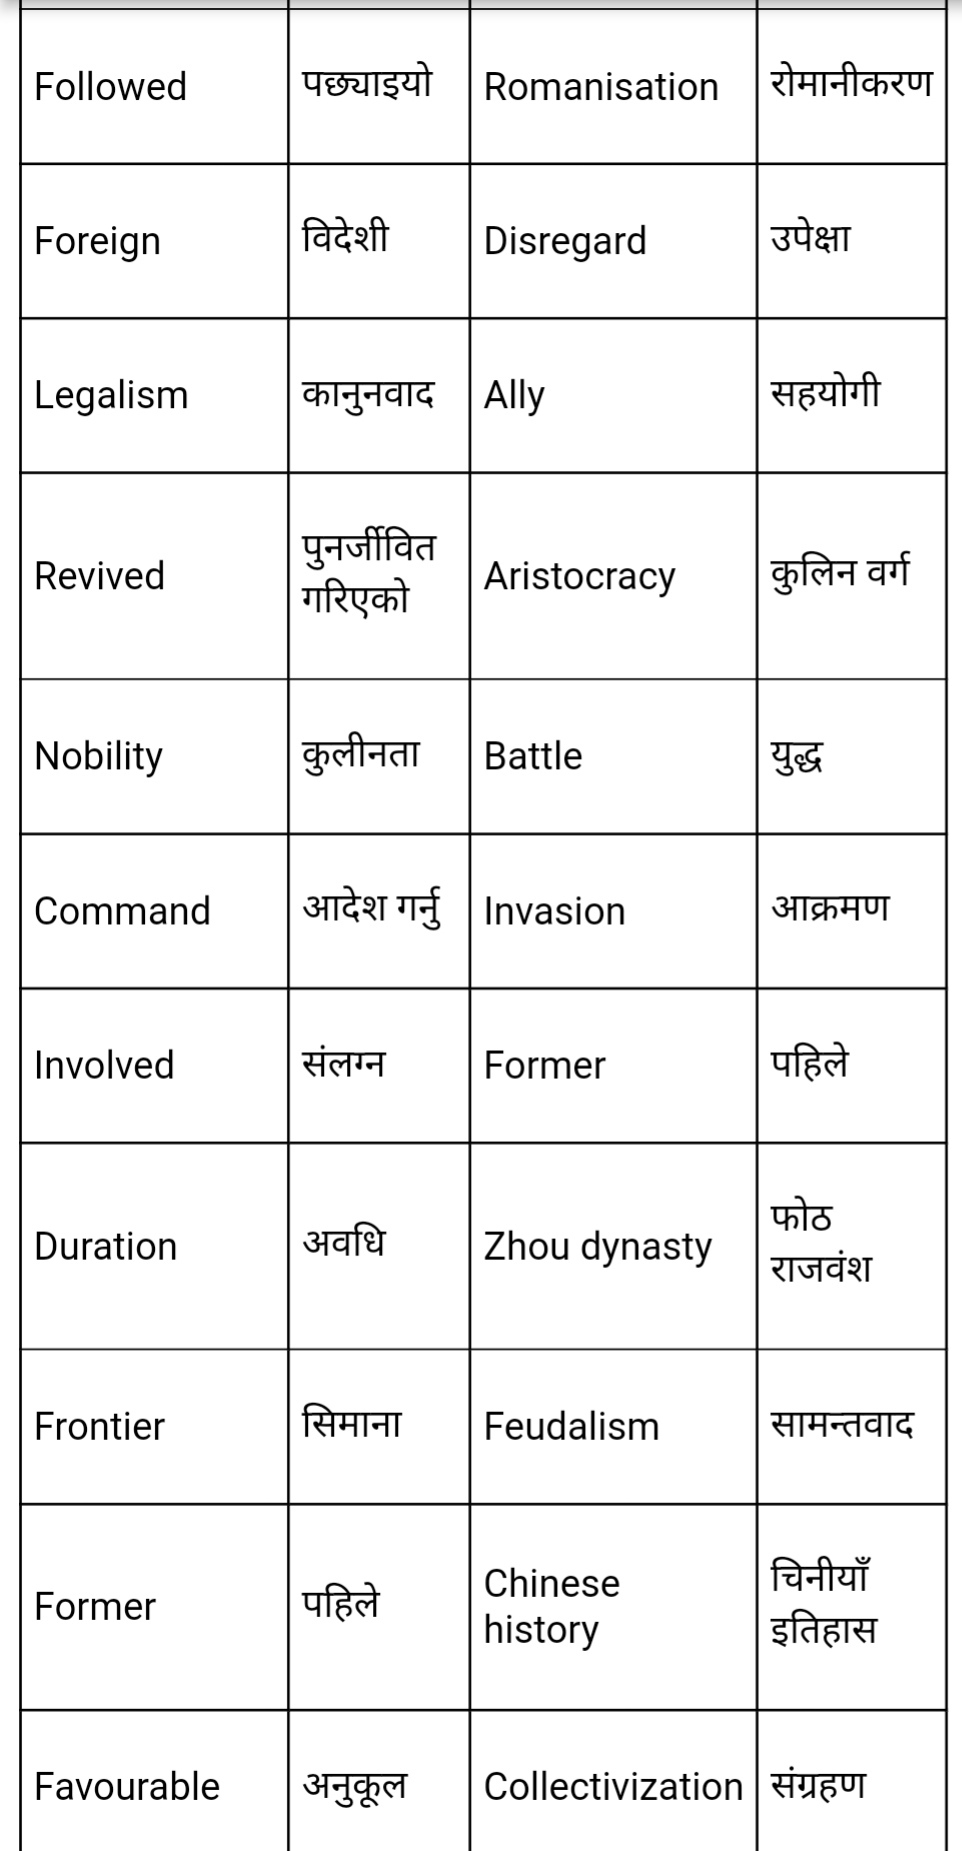 Followed पछ्याइयो Romanisation रोमानीकरण
Foreign विदेशी Disregard उपेक्षा
Legalism कानुनवाद Ally सहयोगी
Revived पुनर्जीवित गरिएको Aristocracy कुलिन वर्ग
Nobility कुलीनता Battle युद्ध
Command आदेश गर्नु Invasion आक्रमण
Involved संलग्न Former पहिले
Duration अवधि Zhou dynasty फोठ राजवंश
Frontier सिमाना Feudalism सामन्तवाद
Former पहिले Chinese history चिनीयाँ इतिहास
Favourable अनुकूल Collectivization संग्रहण